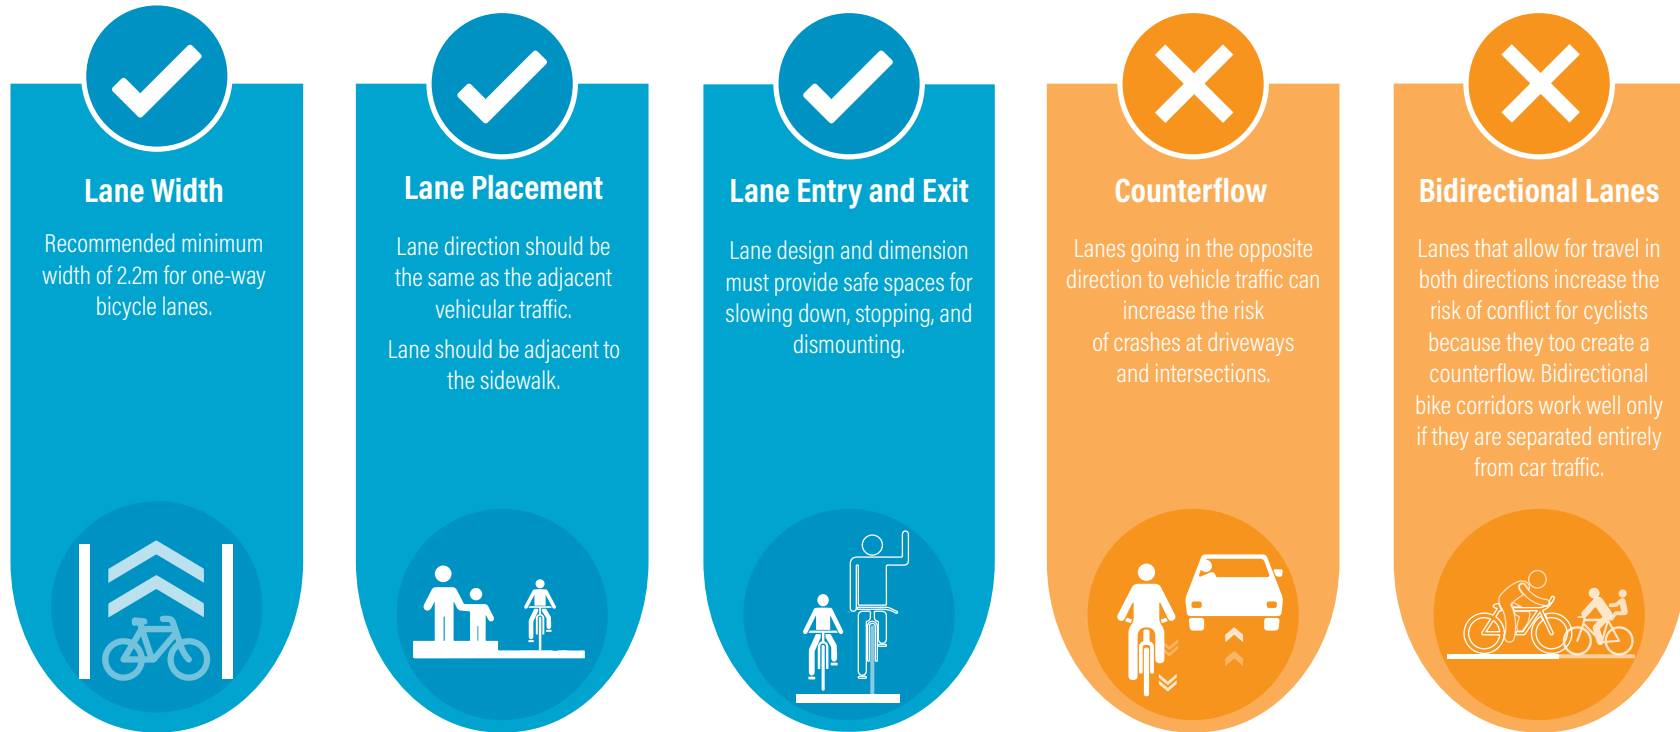 Lane Width
Recommended minimum
width of 2.2m for one-way
bicycle lanes.
Lane Placement
Lane direction should be
the same as the adjacent
vehicular traffic.
Lane should be adjacent to
the sidewalk.
Lane Entry and Exit
Lane design and dimension
must provide safe spaces for
slowing down, stopping, and
dismounting.
Counterflow
Lanes going in the opposite
direction to vehicle traffic can
increase the risk
of crashes at driveways
and intersections.
Bidirectional Lanes
Lanes that allow for travel in
both directions increase the
risk of conflict for cyclists
because they too create a
counterflow. Bidirectional
bike corridors work well only
if they are separated entirely
from car traffic.